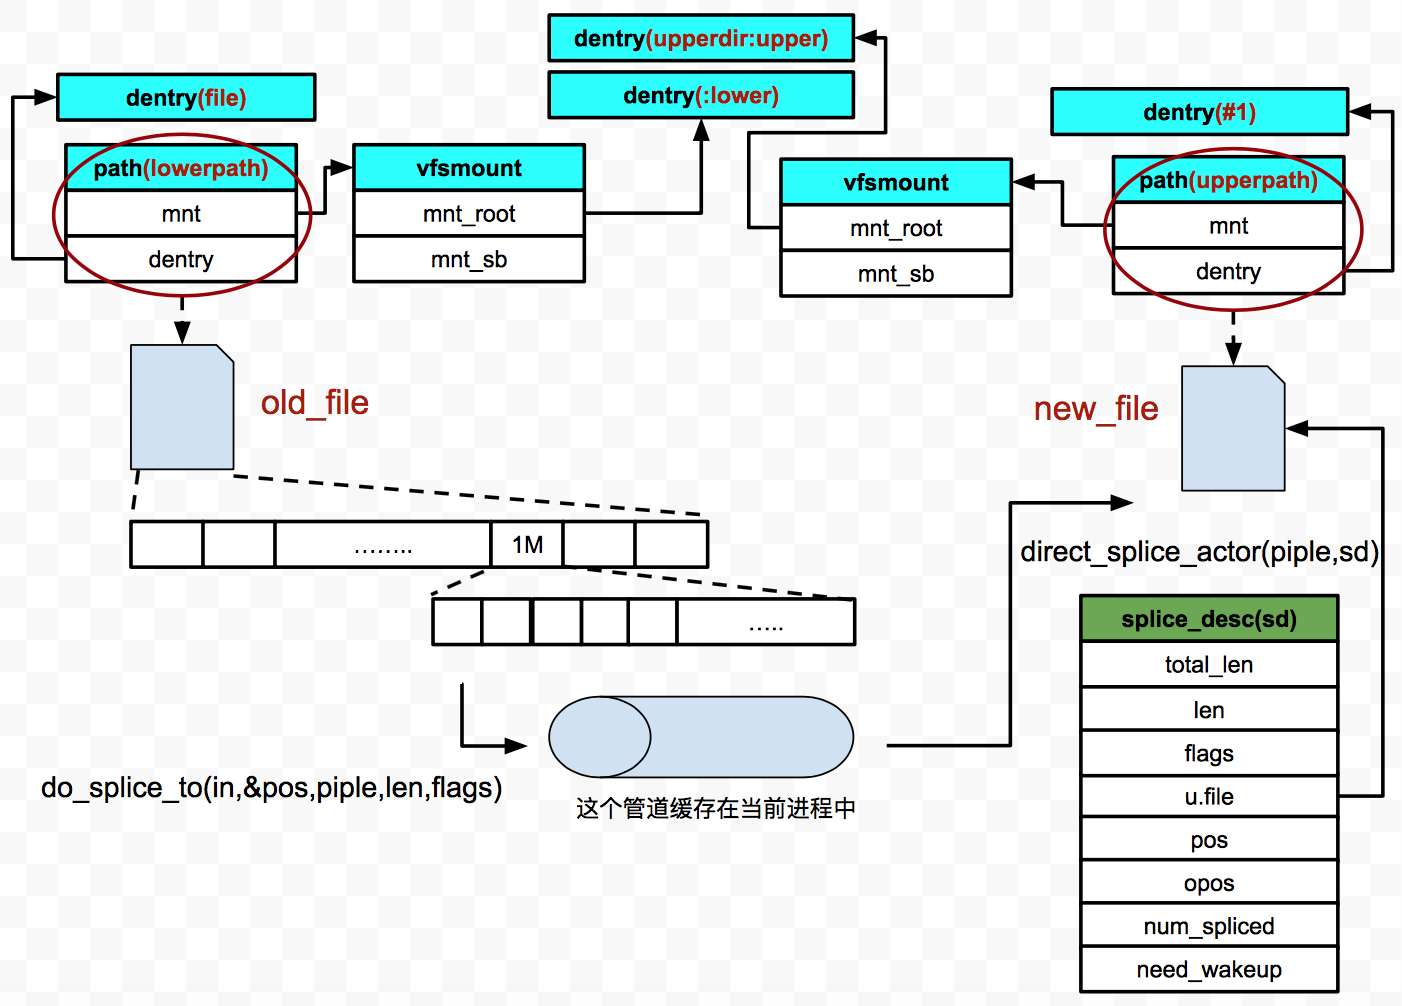 dentry(upperdir:upper)
dentry(:lower)
dentry(file)
path(lowerpath)
mnt
dentry
vfsmount
mnt_root
mnt_sb
vfsmount
mnt_root
mnt_sb
dentry(#1)
path(upperpath)
mnt
dentry
old_file
new_file
........
1M
.....
do_splice_to(in,&pos,piple,len,flags)
这个管道缓存在当前进程中
direct_splice_actor(piple,sd)
splice_desc(sd)
total_len
len
flags
u.file
pos
opos
num_spliced
need_wakeup